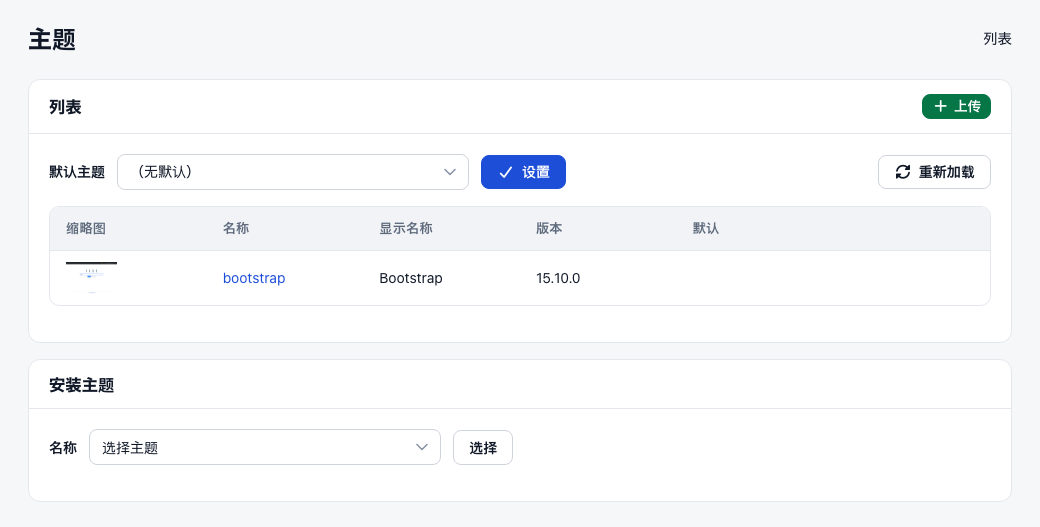 主题
列表
列表
上传
默认主题
（无默认）
设置
重新加载
缩略图 名称 显示名称 版本 默认
bootstrap Bootstrap 15.10.0
安装主题
名称
选择主题
选择